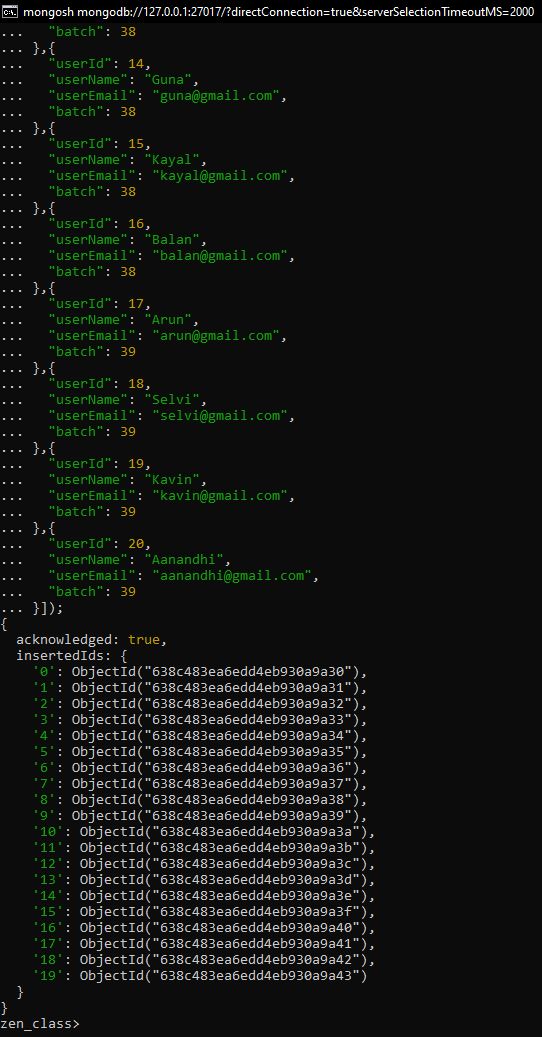 mongosh mongodb://127.0.0.1:27017/?directConnection=true&serverSelectionTimeoutMS=2000
...   "batch": 38
... },{
...   "userId": 14,
...   "userName": "Guna",
...   "userEmail": "guna@gmail.com",
...   "batch": 38
... },{
...   "userId": 15,
...   "userName": "Kayal",
...   "userEmail": "kayal@gmail.com",
...   "batch": 38
... },{
...   "userId": 16,
...   "userName": "Balan",
...   "userEmail": "balan@gmail.com",
...   "batch": 38
... },{
...   "userId": 17,
...   "userName": "Arun",
...   "userEmail": "arun@gmail.com",
...   "batch": 39
... },{
...   "userId": 18,
...   "userName": "Selvi",
...   "userEmail": "selvi@gmail.com",
...   "batch": 39
... },{
...   "userId": 19,
...   "userName": "Kavin",
...   "userEmail": "kavin@gmail.com",
...   "batch": 39
... },{
...   "userId": 20,
...   "userName": "Aanandhi",
...   "userEmail": "aanandhi@gmail.com",
...   "batch": 39
... }]);
{
  acknowledged: true,
  insertedIds: {
    '0': ObjectId("638c483ea6edd4eb930a9a30"),
    '1': ObjectId("638c483ea6edd4eb930a9a31"),
    '2': ObjectId("638c483ea6edd4eb930a9a32"),
    '3': ObjectId("638c483ea6edd4eb930a9a33"),
    '4': ObjectId("638c483ea6edd4eb930a9a34"),
    '5': ObjectId("638c483ea6edd4eb930a9a35"),
    '6': ObjectId("638c483ea6edd4eb930a9a36"),
    '7': ObjectId("638c483ea6edd4eb930a9a37"),
    '8': ObjectId("638c483ea6edd4eb930a9a38"),
    '9': ObjectId("638c483ea6edd4eb930a9a39"),
    '10': ObjectId("638c483ea6edd4eb930a9a3a"),
    '11': ObjectId("638c483ea6edd4eb930a9a3b"),
    '12': ObjectId("638c483ea6edd4eb930a9a3c"),
    '13': ObjectId("638c483ea6edd4eb930a9a3d"),
    '14': ObjectId("638c483ea6edd4eb930a9a3e"),
    '15': ObjectId("638c483ea6edd4eb930a9a3f"),
    '16': ObjectId("638c483ea6edd4eb930a9a40"),
    '17': ObjectId("638c483ea6edd4eb930a9a41"),
    '18': ObjectId("638c483ea6edd4eb930a9a42"),
    '19': ObjectId("638c483ea6edd4eb930a9a43")
  }
}
zen_class>